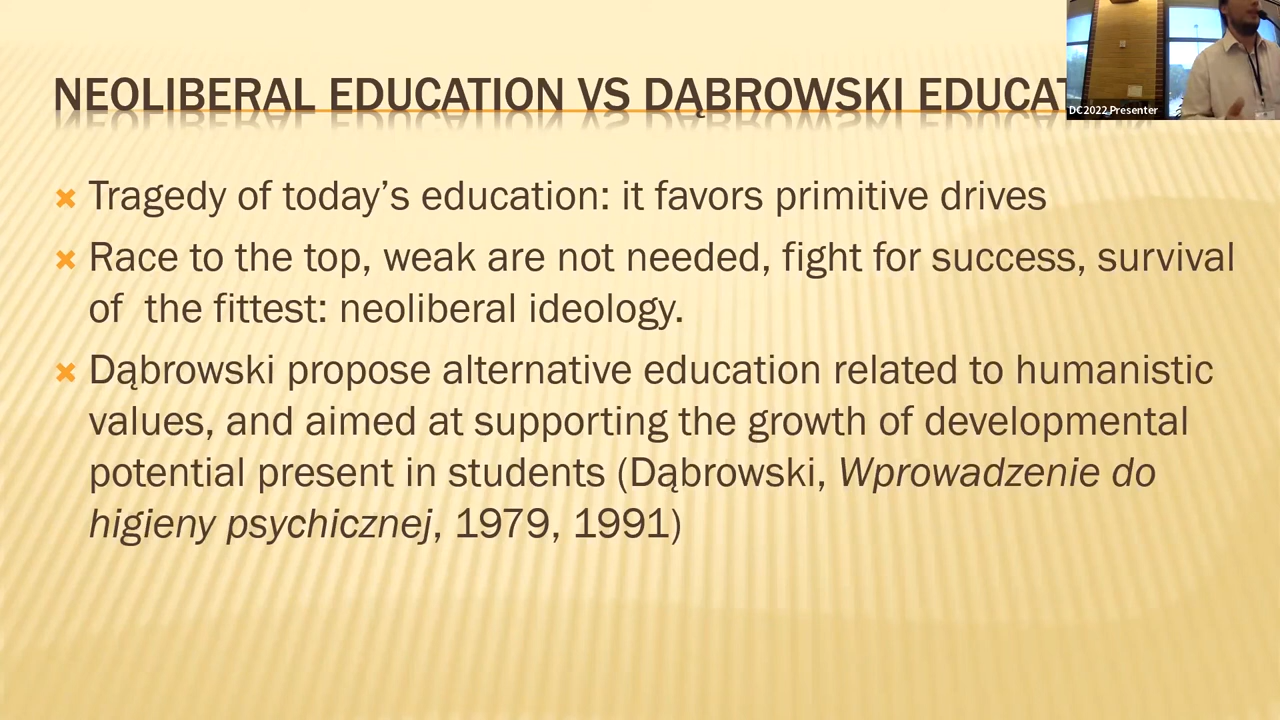 NEOLIBERAL EDUCATION VS DĄBROWSKI EDUCAT
DC2022 Presenter
Tragedy of today's education: it favors primitive drives
Race to the top, weak are not needed, fight for success, survival
of the fittest: neoliberal ideology.
Dąbrowski propose alternative education related to humanistic
values, and aimed at supporting the growth of developmental
potential present in students (Dąbrowski, Wprowadzenie do
higieny psychicznej, 1979, 1991)